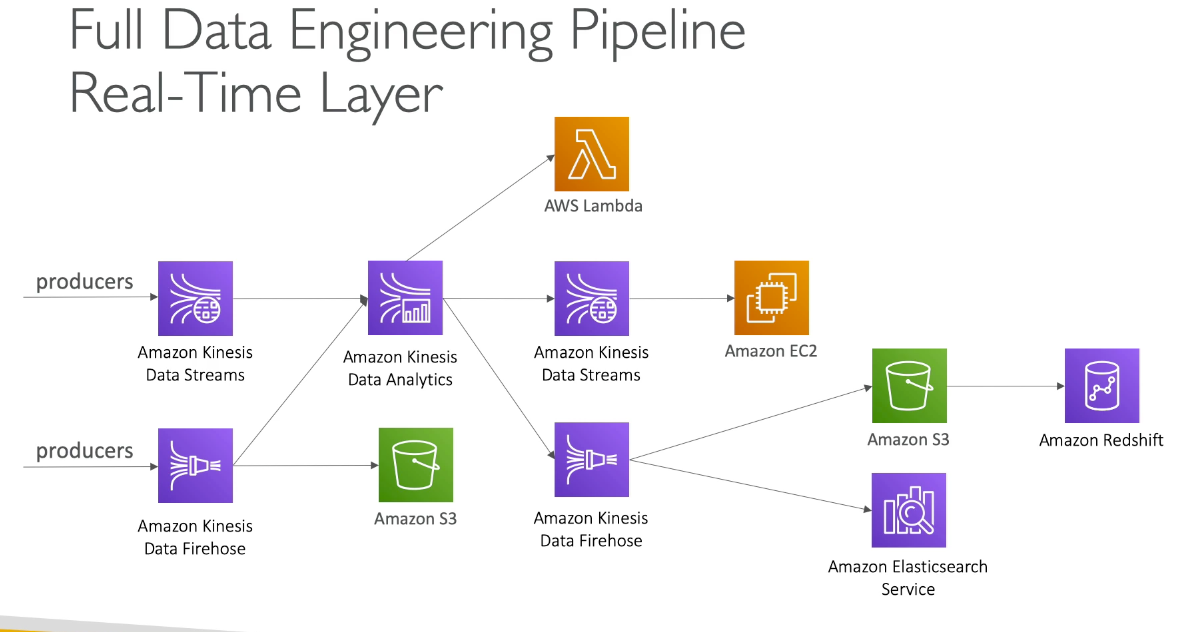 Full Data Engineering Pipeline
Real-Time Layer
AWS Lambda
producers
Amazon Kinesis
Data Streams
Amazon Kinesis
Data Analytics
Amazon Kinesis
Data Streams
Amazon EC2
producers
Amazon Kinesis
Data Firehose
Amazon S3
Amazon Kinesis
Data Firehose
Amazon S3
Amazon Redshift
Amazon Elasticsearch
Service